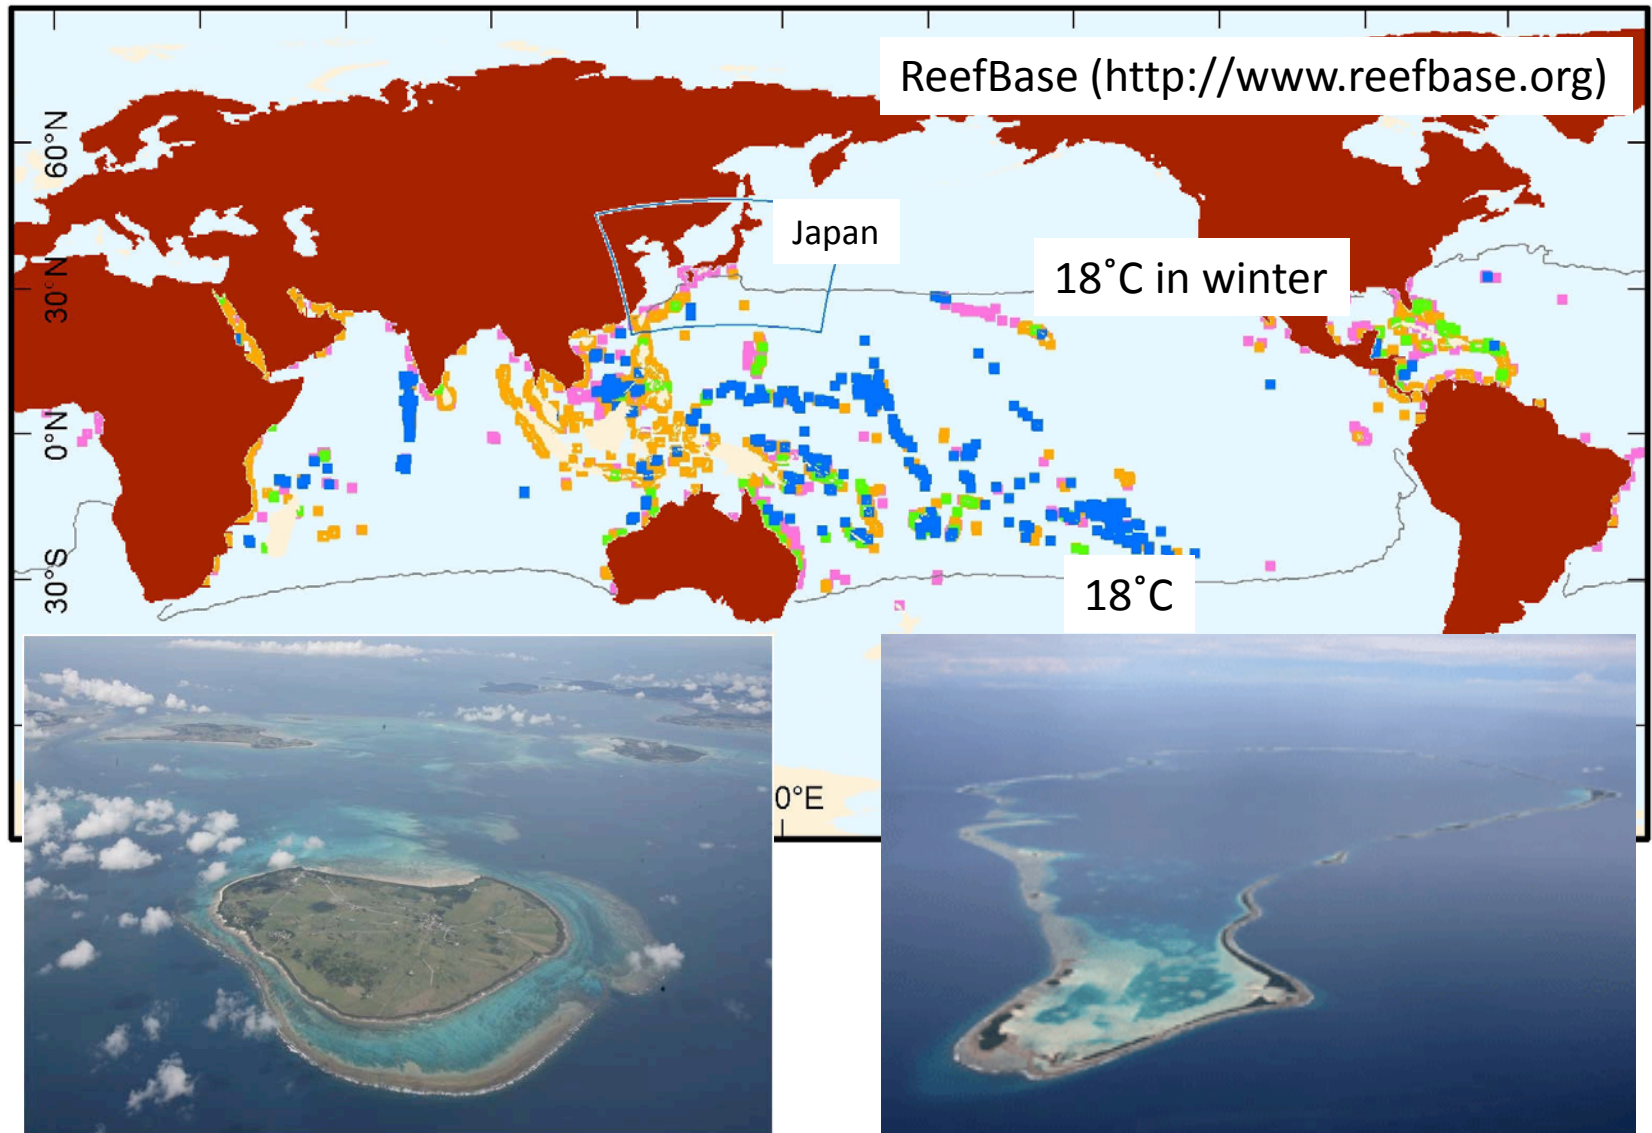 ReefBase (http://www.reefbase.org)
60°N
Japan
18˚C in winter
30°N
0°N
30°S
18˚C
0°E